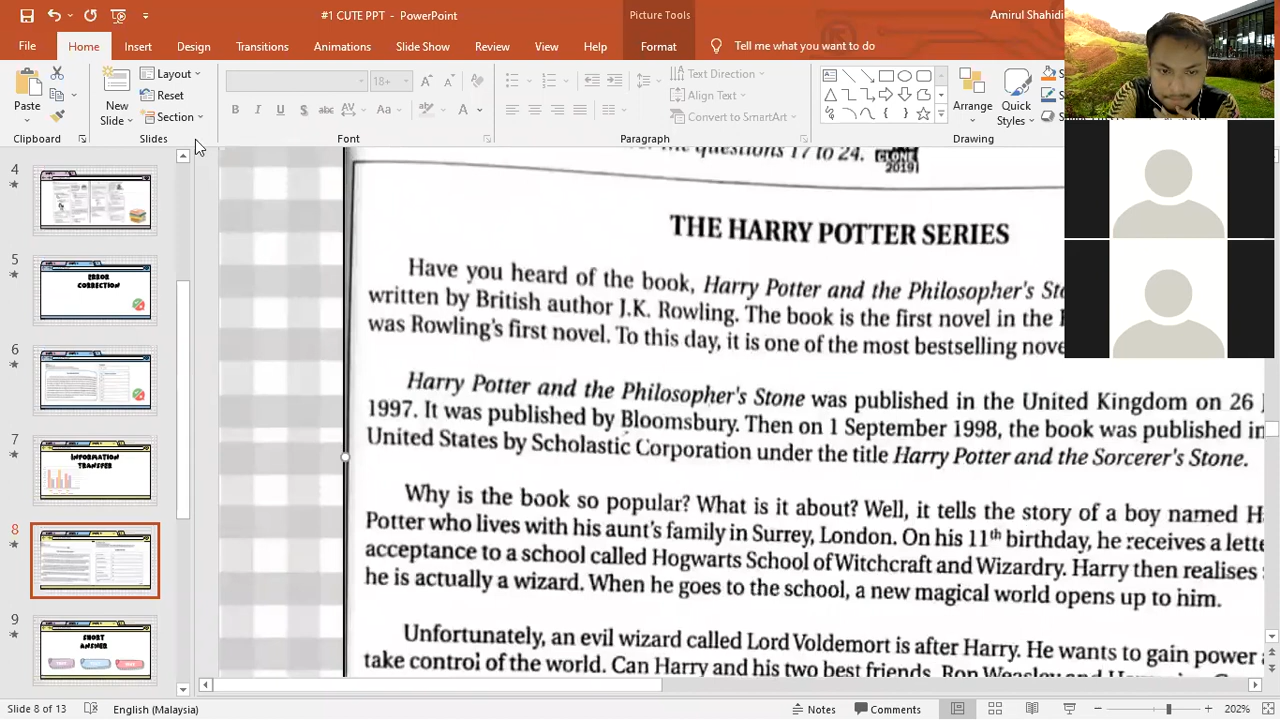 #1 CUTE PPT - PowerPoint
Picture Tools
Amirul Shahidi
File Home Insert Design Transitions Animations Slide Show Review View Help Format Tell me what you want to do
Paste
New
Slide
Layout
Reset
Section
18+
Text Direction
Align Text
Convert to SmartArt
Arrange
Quick
Styles
Clipboard Slides Font Paragraph Drawing
4
5
ERROR
CORRECTION
6
7
INFORMATION
TRANSFER
8
9
SHORT
ANSWER
the questions 17 to 24. CLONE
2019
THE HARRY POTTER SERIES
Have you heard of the book, Harry Potter and the Philosopher's Sto
written by British author J.K. Rowling. The book is the first novel in the
was Rowling's first novel. To this day, it is one of the most bestselling nove
Harry Potter and the Philosopher's Stone was published in the United Kingdom on 26
1997. It was published by Bloomsbury. Then on 1 September 1998, the book was published in
United States by Scholastic Corporation under the title Harry Potter and the Sorcerer's Stone.
Why is the book so popular? What is it about? Well, it tells the story of a boy named H
Potter who lives with his aunt's family in Surrey, London. On his 11th birthday, he receives a lette
acceptance to a school called Hogwarts School of Witchcraft and Wizardry. Harry then realises
he is actually a wizard. When he goes to the school, a new magical world opens up to him.
Unfortunately, an evil wizard called Lord Voldemort is after Harry. He wants to gain power
take control of the world. Can Harry and his two best friends, Ron Weasley and
Slide 8 of 13 English (Malaysia) Notes Comments 202%